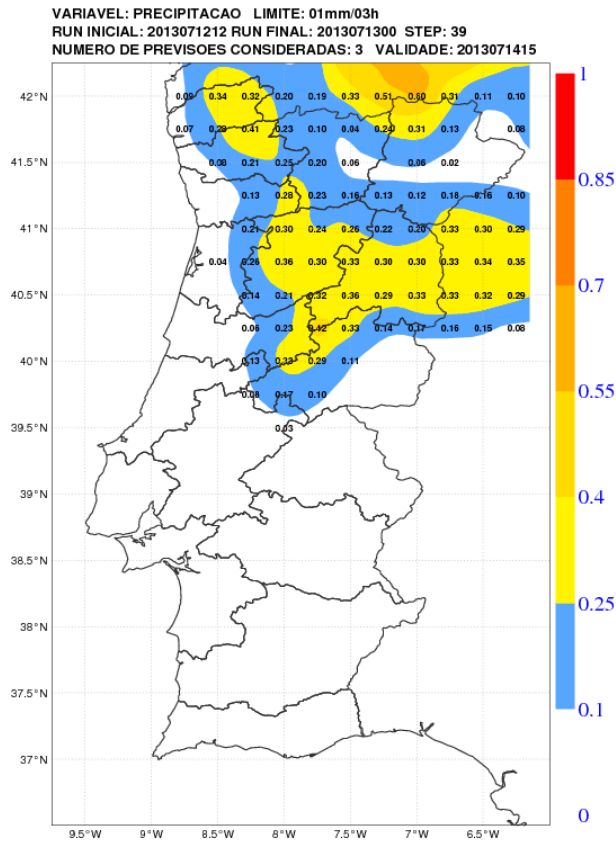 VARIAVEL: PRECIPITACAO LIMITE: 01mm/03h
RUN INICIAL: 2013071212 RUN FINAL: 2013071300 STEP: 39
NUMERO DE PREVISOES CONSIDERADAS: 3 VALIDADE: 2013071415
1
42°N 0.09 0.34 0.32 0.20 0.19 0.33 0.51 0.60 0.31 0.11 0.10
0.07 0.41 0.23 0.10 0.04 0.24 0.31 0.13 0.08
41.5°N 0.08 0.21 0.25 0.20 0.06 0.06 0.02
0.85
0.13 0.28 0.23 0.16 0.13 0.12 0.18 0.16 0.10
41°N 0.21 0.30 0.24 0.26 0.22 0.20 0.33 0.30 0.29
0.04 0.26 0.36 0.30 0.33 0.30 0.30 0.33 0.34 0.35
0.7
40.5°N 0.14 0.21 0.32 0.36 0.29 0.33 0.33 0.32 0.29
0.06 0.23 0.33 0.14 0.17 0.16 0.15 0.08
40°N 0.13 0.33 0.29 0.11
0.55
0.08 0.17 0.10
39.5°N 0.03
39°N
0.4
38.5°N
0.25
38°N
37.5°N
0.1
37°N
0
9.5°W 9°W 8.5°W 8°W 7.5°W 7°W 6.5°W